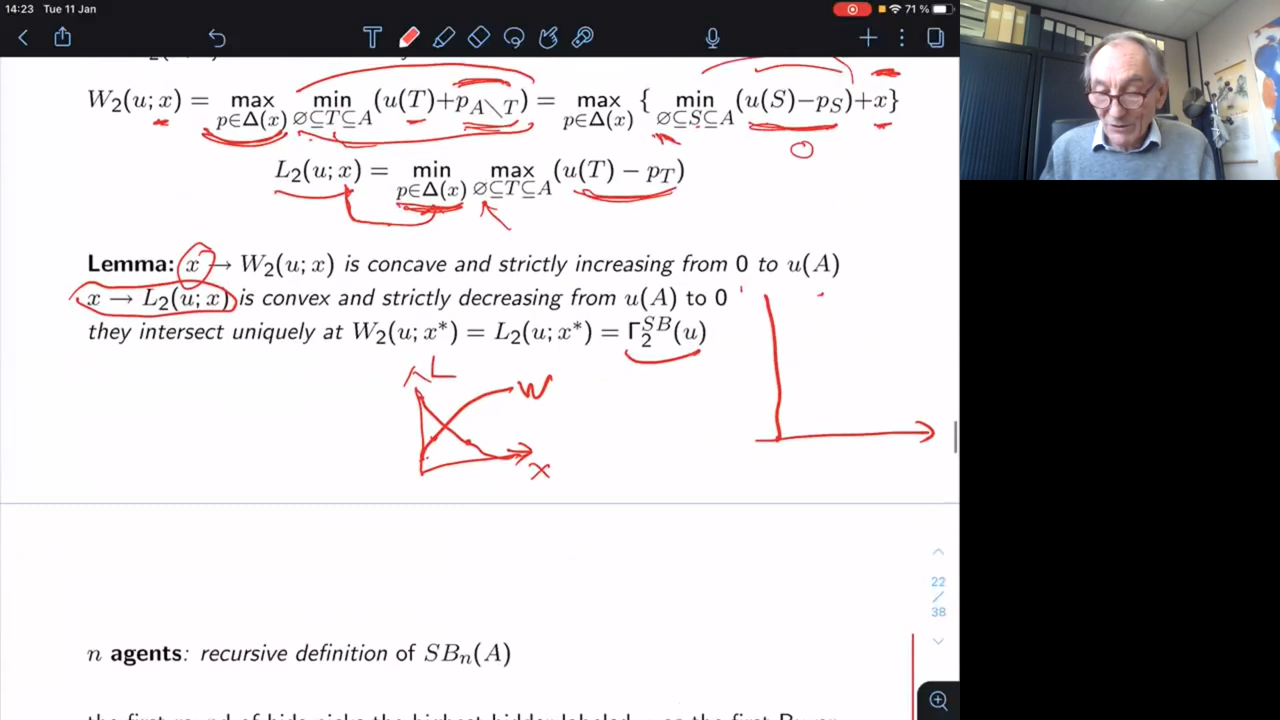 14:23 Tue 11 Jan
71 %
W₂(u; x) = max_{p∈Δ(x)} min_{∅⊆T⊆A} (u(T)+p_{A∖T}) = max_{p∈Δ(x)} { min_{∅⊆S⊆A} (u(S)−p_S)+x}
0
L₂(u; x) = min_{p∈Δ(x)} max_{∅⊆T⊆A} (u(T) − p_T)
Lemma: x → W₂(u; x) is concave and strictly increasing from 0 to u(A)
x → L₂(u; x) is convex and strictly decreasing from u(A) to 0
they intersect uniquely at W₂(u; x*) = L₂(u; x*) = Γ₂^{SB}(u)
L
W
x
22
/
38
n agents: recursive definition of SBₙ(A)